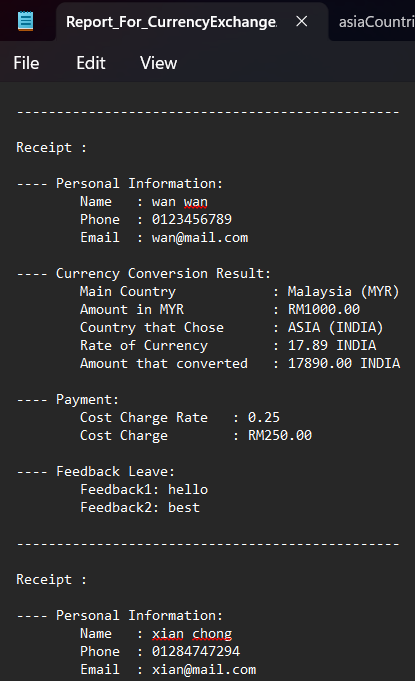 Report_For_CurrencyExchange.
asiaCountri
File Edit View
------------------------------------------------
Receipt :
---- Personal Information:
Name : wan wan
Phone : 0123456789
Email : wan@mail.com
---- Currency Conversion Result:
Main Country : Malaysia (MYR)
Amount in MYR : RM1000.00
Country that Chose : ASIA (INDIA)
Rate of Currency : 17.89 INDIA
Amount that converted : 17890.00 INDIA
---- Payment:
Cost Charge Rate : 0.25
Cost Charge : RM250.00
---- Feedback Leave:
Feedback1: hello
Feedback2: best
------------------------------------------------
Receipt :
---- Personal Information:
Name : xian chong
Phone : 01284747294
Email : xian@mail.com